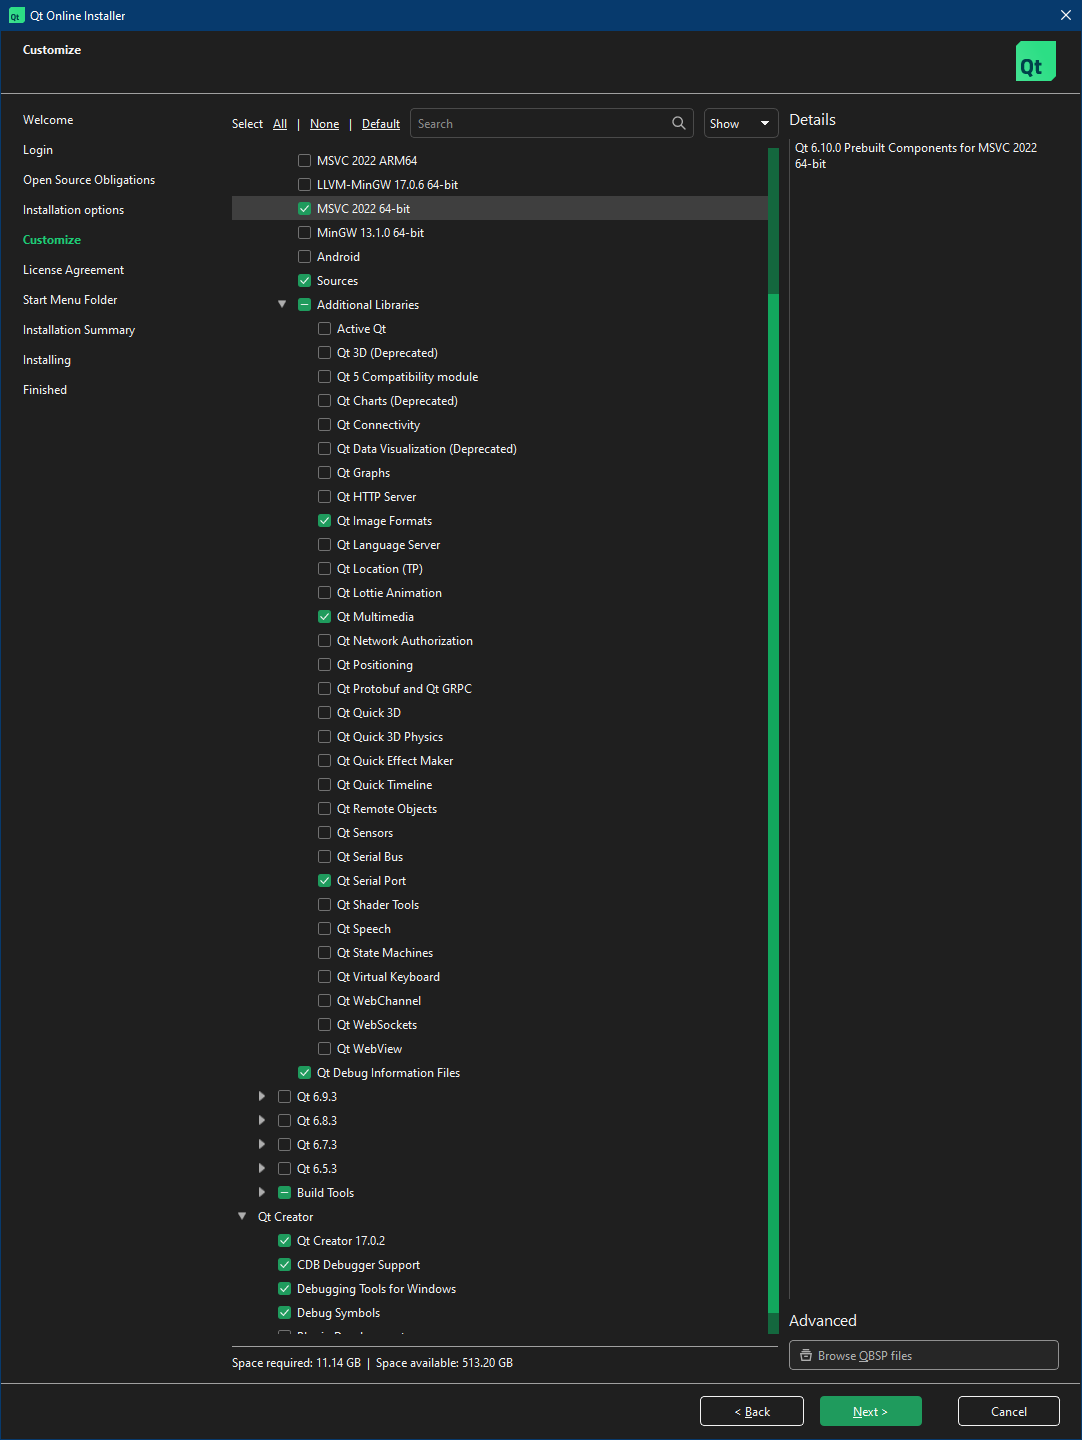 Qt Online Installer
Customize
Qt
Welcome
Login
Open Source Obligations
Installation options
Customize
License Agreement
Start Menu Folder
Installation Summary
Installing
Finished
Select All | None | Default Search Show
MSVC 2022 ARM64
LLVM-MinGW 17.0.6 64-bit
MSVC 2022 64-bit
MinGW 13.1.0 64-bit
Android
Sources
Additional Libraries
Active Qt
Qt 3D (Deprecated)
Qt 5 Compatibility module
Qt Charts (Deprecated)
Qt Connectivity
Qt Data Visualization (Deprecated)
Qt Graphs
Qt HTTP Server
Qt Image Formats
Qt Language Server
Qt Location (TP)
Qt Lottie Animation
Qt Multimedia
Qt Network Authorization
Qt Positioning
Qt Protobuf and Qt GRPC
Qt Quick 3D
Qt Quick 3D Physics
Qt Quick Effect Maker
Qt Quick Timeline
Qt Remote Objects
Qt Sensors
Qt Serial Bus
Qt Serial Port
Qt Shader Tools
Qt Speech
Qt State Machines
Qt Virtual Keyboard
Qt WebChannel
Qt WebSockets
Qt WebView
Qt Debug Information Files
Qt 6.9.3
Qt 6.8.3
Qt 6.7.3
Qt 6.5.3
Build Tools
Qt Creator
Qt Creator 17.0.2
CDB Debugger Support
Debugging Tools for Windows
Debug Symbols
Space required: 11.14 GB | Space available: 513.20 GB
Details
Qt 6.10.0 Prebuilt Components for MSVC 2022
64-bit
Advanced
Browse QBSP files
< Back
Next >
Cancel